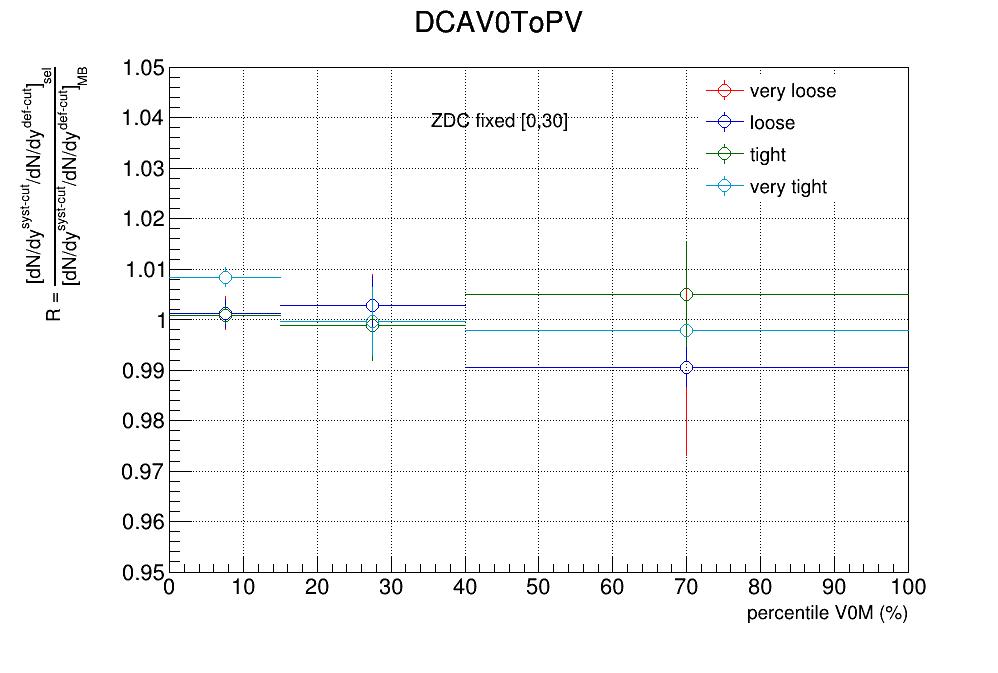 DCAV0ToPV
R = [dN/dy^syst-cut/dN/dy^def-cut]_sel
[dN/dy^syst-cut/dN/dy^def-cut]_MB
1.05
1.04
1.03
1.02
1.01
1
0.99
0.98
0.97
0.96
0.95
ZDC fixed [0,30]
very loose
loose
tight
very tight
0 10 20 30 40 50 60 70 80 90 100
percentile V0M (%)